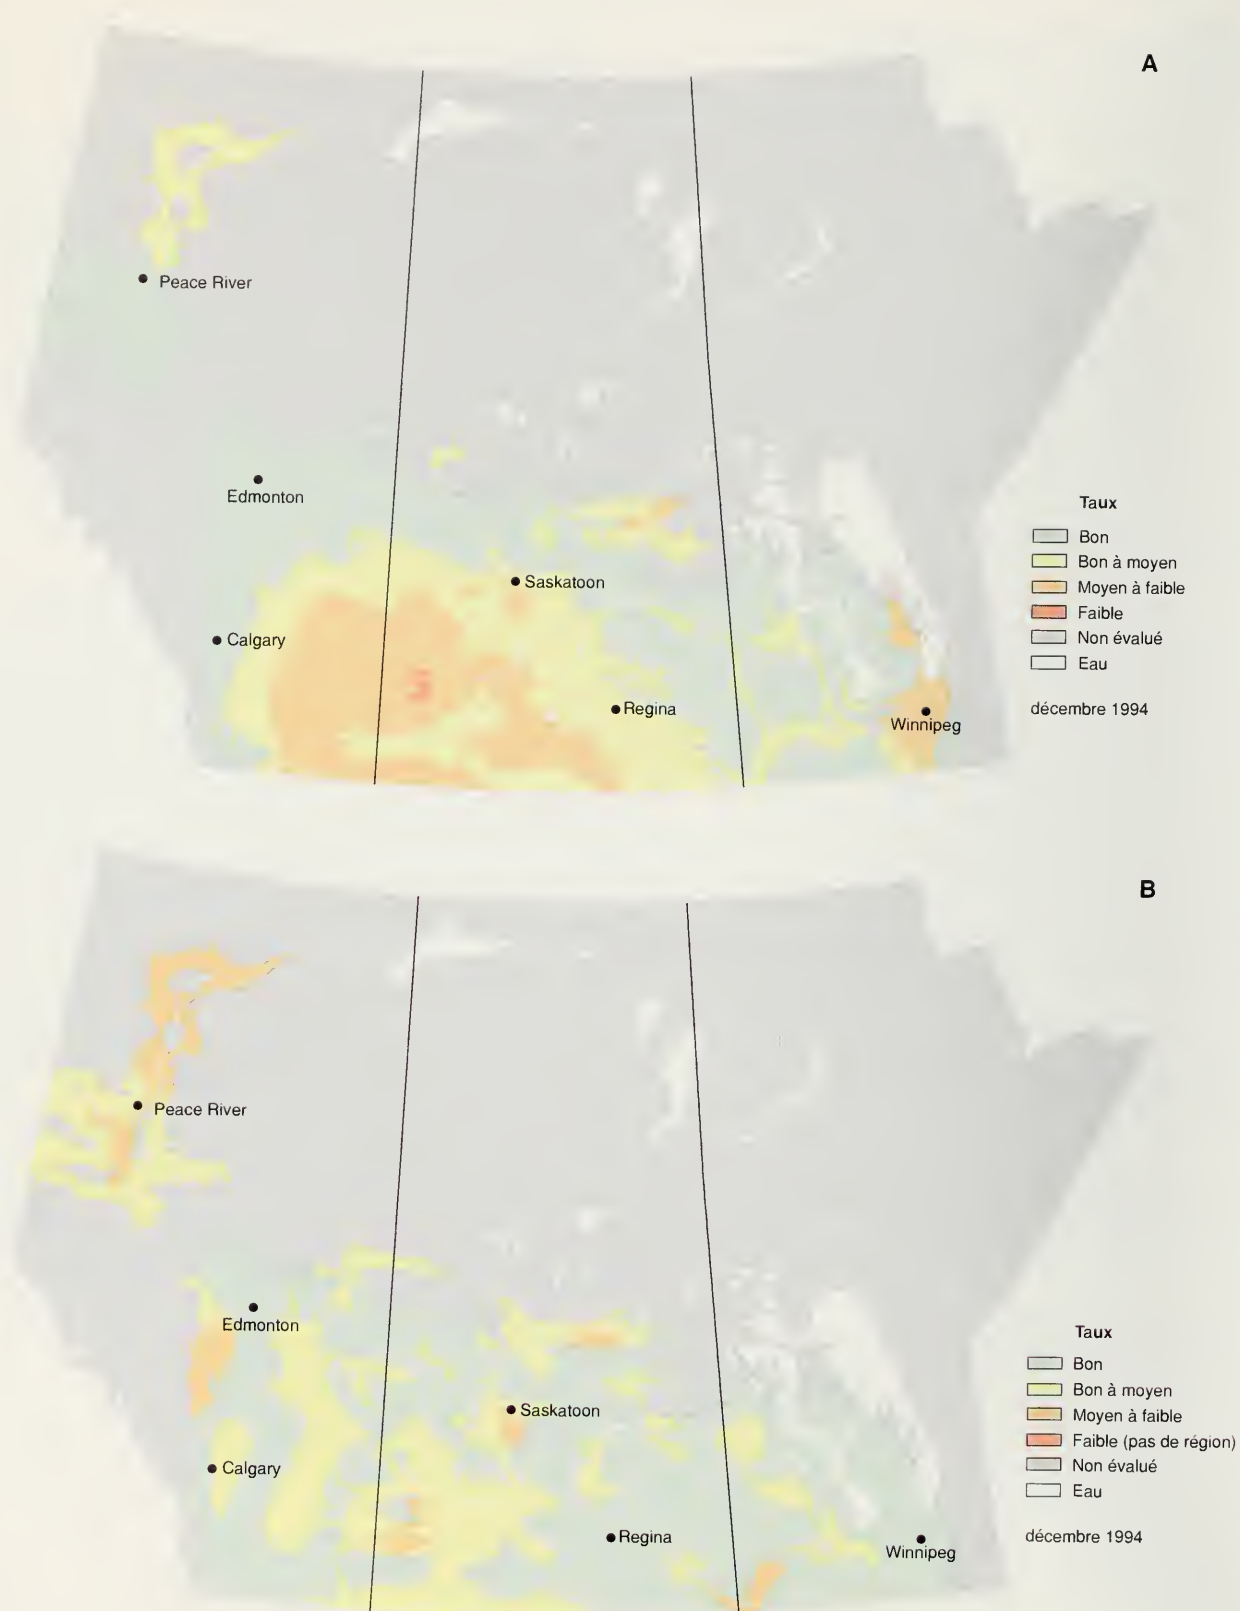 A
Peace River
Edmonton
Saskatoon
Calgary
Regina
Winnipeg
Taux
Bon
Bon à moyen
Moyen à faible
Faible
Non évalué
Eau
décembre 1994
B
Peace River
Edmonton
Saskatoon
Calgary
Regina
Winnipeg
Taux
Bon
Bon à moyen
Moyen à faible
Faible (pas de région)
Non évalué
Eau
décembre 1994